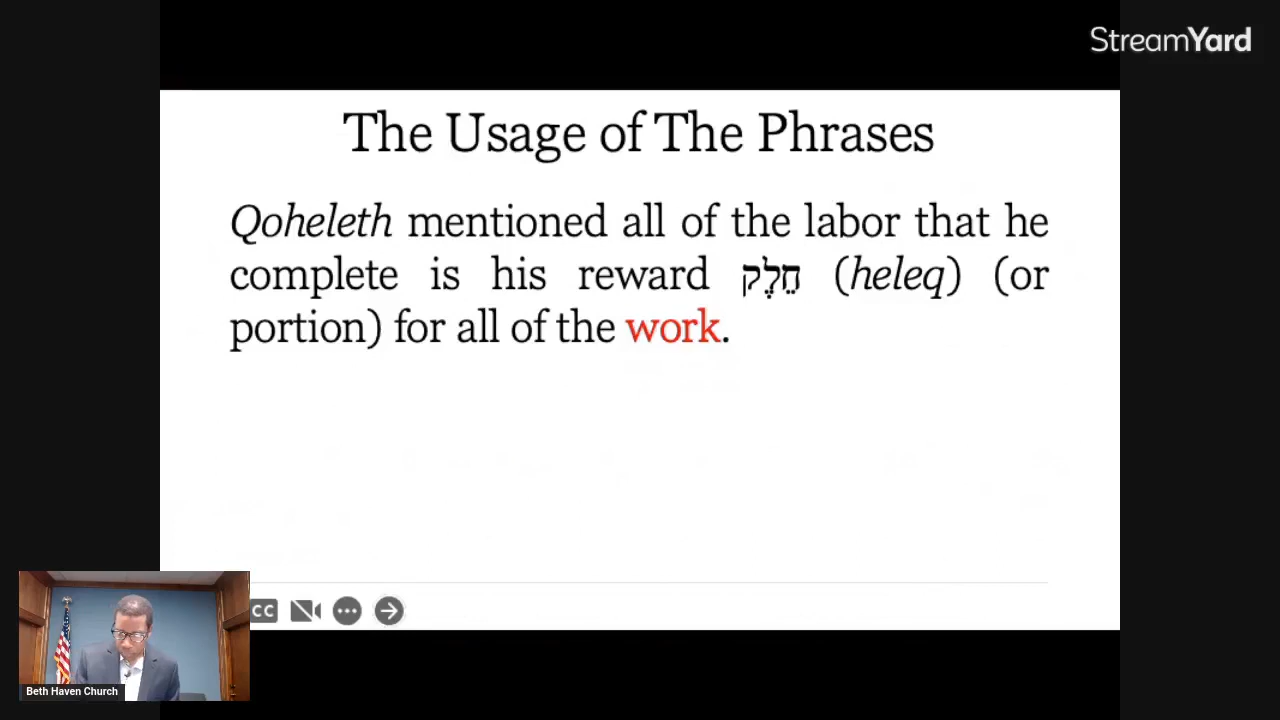 StreamYard
The Usage of The Phrases
Qoheleth mentioned all of the labor that he
complete is his reward חֵלֶק (heleq) (or
portion) for all of the work.
CC
Beth Haven Church